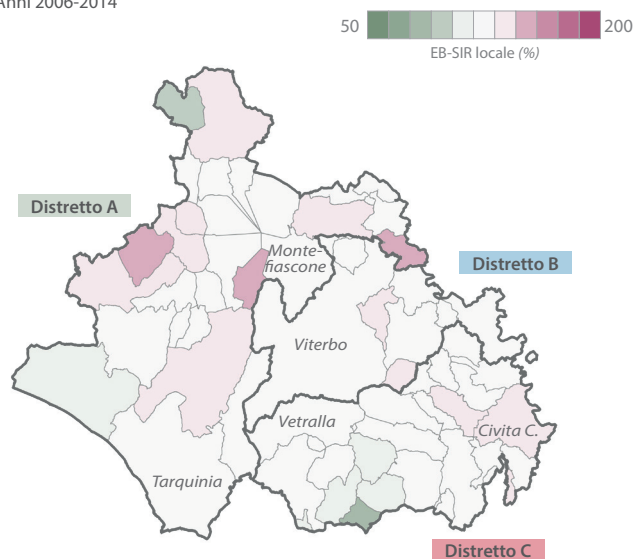 Anni 2006-2014
50
200
EB-SIR locale (%)
Distretto A
Monte-
fiascone
Distretto B
Viterbo
Vetralla
Civita C.
Tarquinia
Distretto C